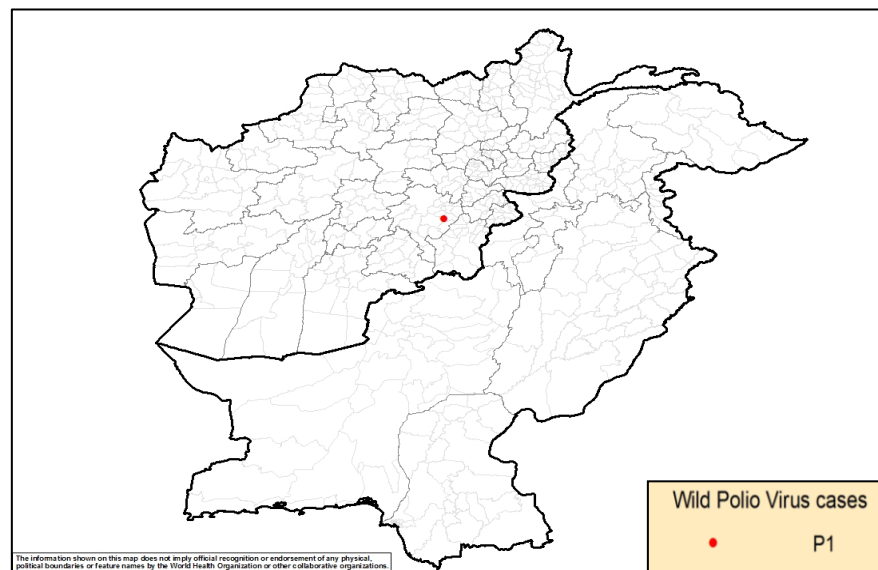 Wild Polio Virus cases
P1
The information shown on this map does not imply official recognition or endorsement of any physical,
political boundaries or feature names by the World Health Organization or other collaborative organizations.